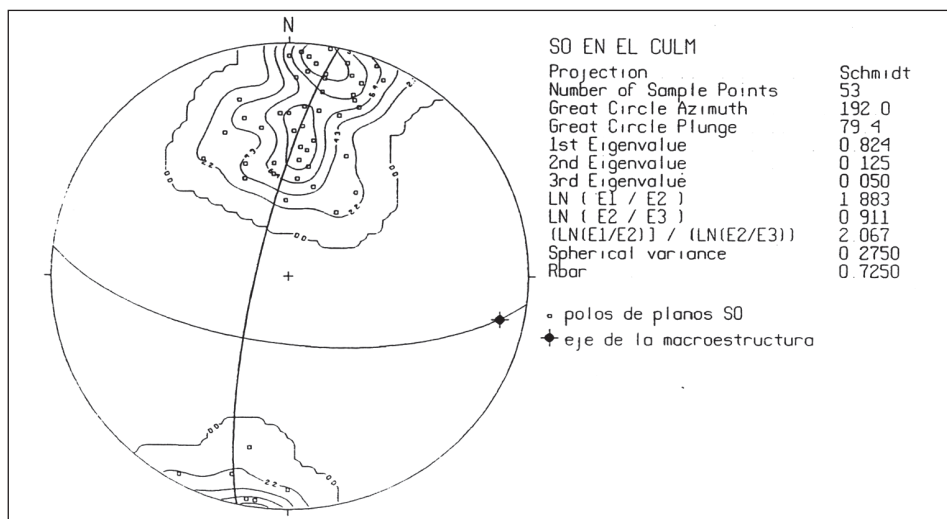 N
SO EN EL CULM
Projection Schmidt
Number of Sample Points 53
Great Circle Azimuth 192 0
Great Circle Plunge 79 4
1st Eigenvalue 0 824
2nd Eigenvalue 0 125
3rd Eigenvalue 0 050
LN ( E1 / E2 ) 1 883
LN ( E2 / E3 ) 0 911
(LN(E1/E2)] / (LN(E2/E3)) 2 067
Spherical variance 0 2750
Rbar 0 7250
polos de planos SO
eje de la macroestructura